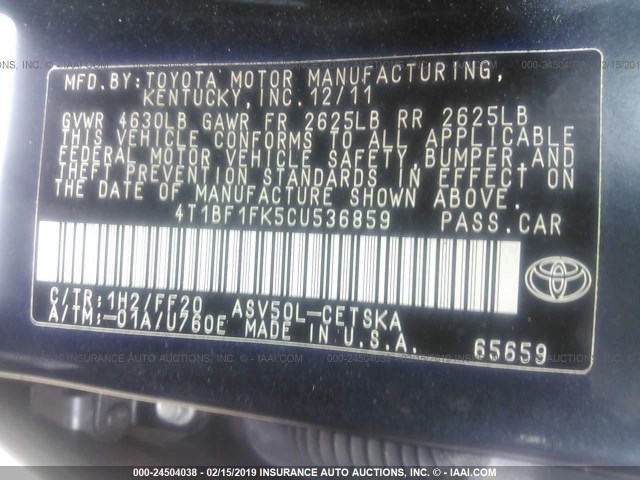 MFD.BY: TOYOTA MOTOR MANUFACTURING,
KENTUCKY, INC. 12/11
GVWR 4630LB GAWR FR 2625LB RR 2625LB
THIS VEHICLE CONFORMS TO ALL APPLICABLE
FEDERAL MOTOR VEHICLE SAFETY, BUMPER, AND
THEFT PREVENTION STANDARDS IN EFFECT ON
THE DATE OF MANUFACTURE SHOWN ABOVE.
4T1BF1FK5CU536859 PASS.CAR
C/TR: 1H2/FF20 ASV50L-CETSKA
A/TM: -01A/U760E MADE IN U.S.A. 65659
000-24504038 - 02/15/2019 INSURANCE AUTO AUCTIONS - © - IAAI.COM